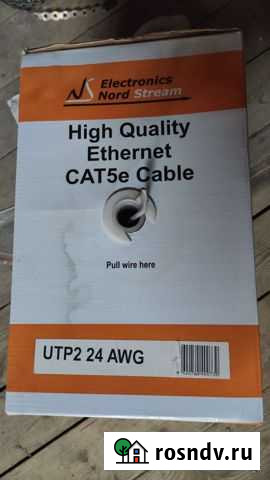 Electronics
Nord Stream
High Quality
Ethernet
CAT5e Cable
Pull wire here
UTP2 24 AWG
rosndv.ru